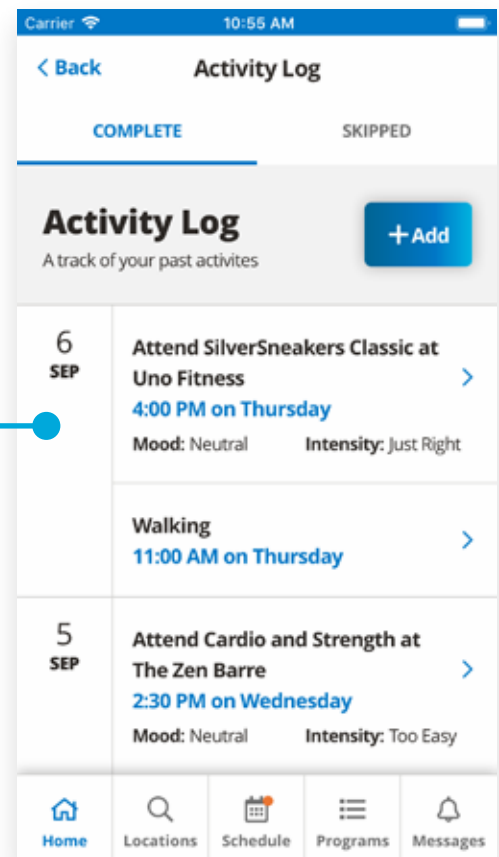 Carrier 10:55 AM
< Back Activity Log
COMPLETE SKIPPED
Activity Log
+Add
A track of your past activites
6
SEP
Attend SilverSneakers Classic at
Uno Fitness
4:00 PM on Thursday
Mood: Neutral Intensity: Just Right
Walking
11:00 AM on Thursday
5
SEP
Attend Cardio and Strength at
The Zen Barre
2:30 PM on Wednesday
Mood: Neutral Intensity: Too Easy
Home Locations Schedule Programs Messages